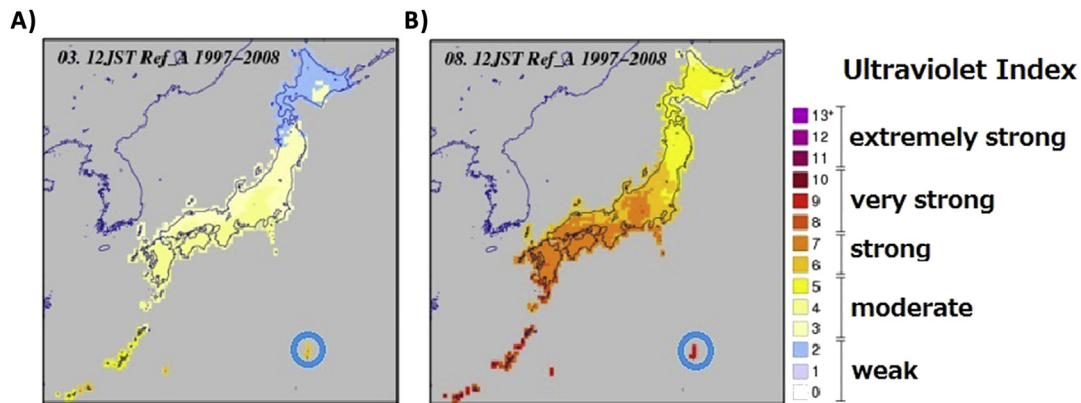 A)
B)
03. 12JST Ref_A 1997-2008
08. 12JST Ref_A 1997-2008
Ultraviolet Index
13+
12
11
extremely strong
10
9
8
very strong
7
6
strong
5
4
3
moderate
2
1
0
weak